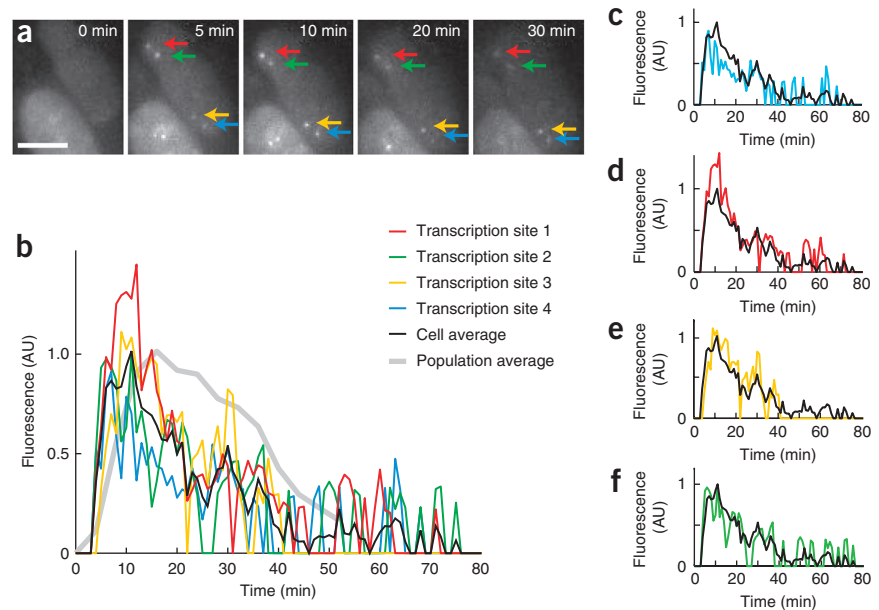 a
0 min
5 min
10 min
20 min
30 min
b
Transcription site 1
Transcription site 2
Transcription site 3
Transcription site 4
Cell average
Population average
Fluorescence (AU)
1.0
0.5
0
0 10 20 30 40 50 60 70 80
Time (min)
c
Fluorescence
(AU)
1
0
0 20 40 60 80
Time (min)
d
Fluorescence
(AU)
1
0
0 20 40 60 80
Time (min)
e
Fluorescence
(AU)
1
0
0 20 40 60 80
Time (min)
f
Fluorescence
(AU)
1
0
0 20 40 60 80
Time (min)